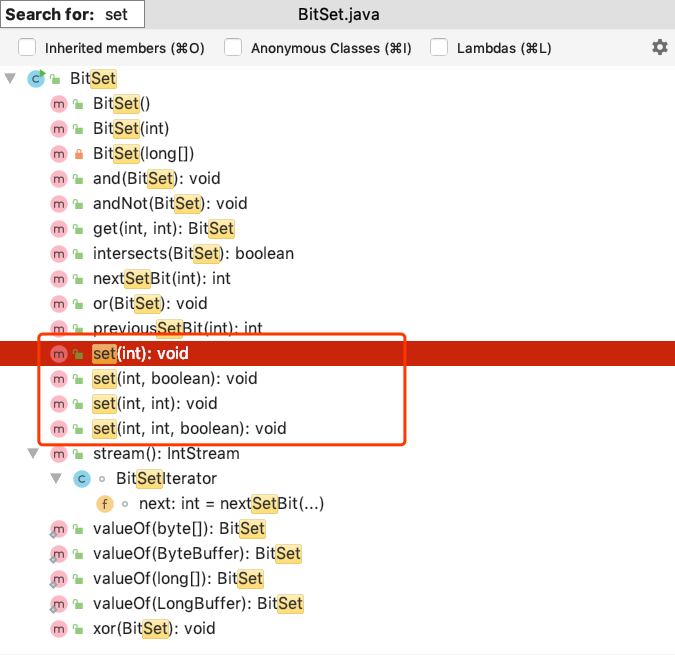 Search for: set BitSet.java
Inherited members (⌘O) Anonymous Classes (⌘I) Lambdas (⌘L)
C BitSet
m BitSet()
m BitSet(int)
m BitSet(long[])
m and(BitSet): void
m andNot(BitSet): void
m get(int, int): BitSet
m intersects(BitSet): boolean
m nextSetBit(int): int
m or(BitSet): void
m previousSetBit(int): int
m set(int): void
m set(int, boolean): void
m set(int, int): void
m set(int, int, boolean): void
m stream(): IntStream
C BitSetIterator
f next: int = nextSetBit(...)
m valueOf(byte[]): BitSet
m valueOf(ByteBuffer): BitSet
m valueOf(long[]): BitSet
m valueOf(LongBuffer): BitSet
m xor(BitSet): void